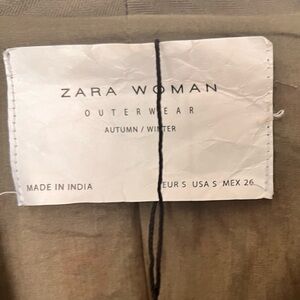 ZARA WOMAN
OUTERWEAR
AUTUMN / WINTER
MADE IN INDIA
EUR S USA S MEX 26